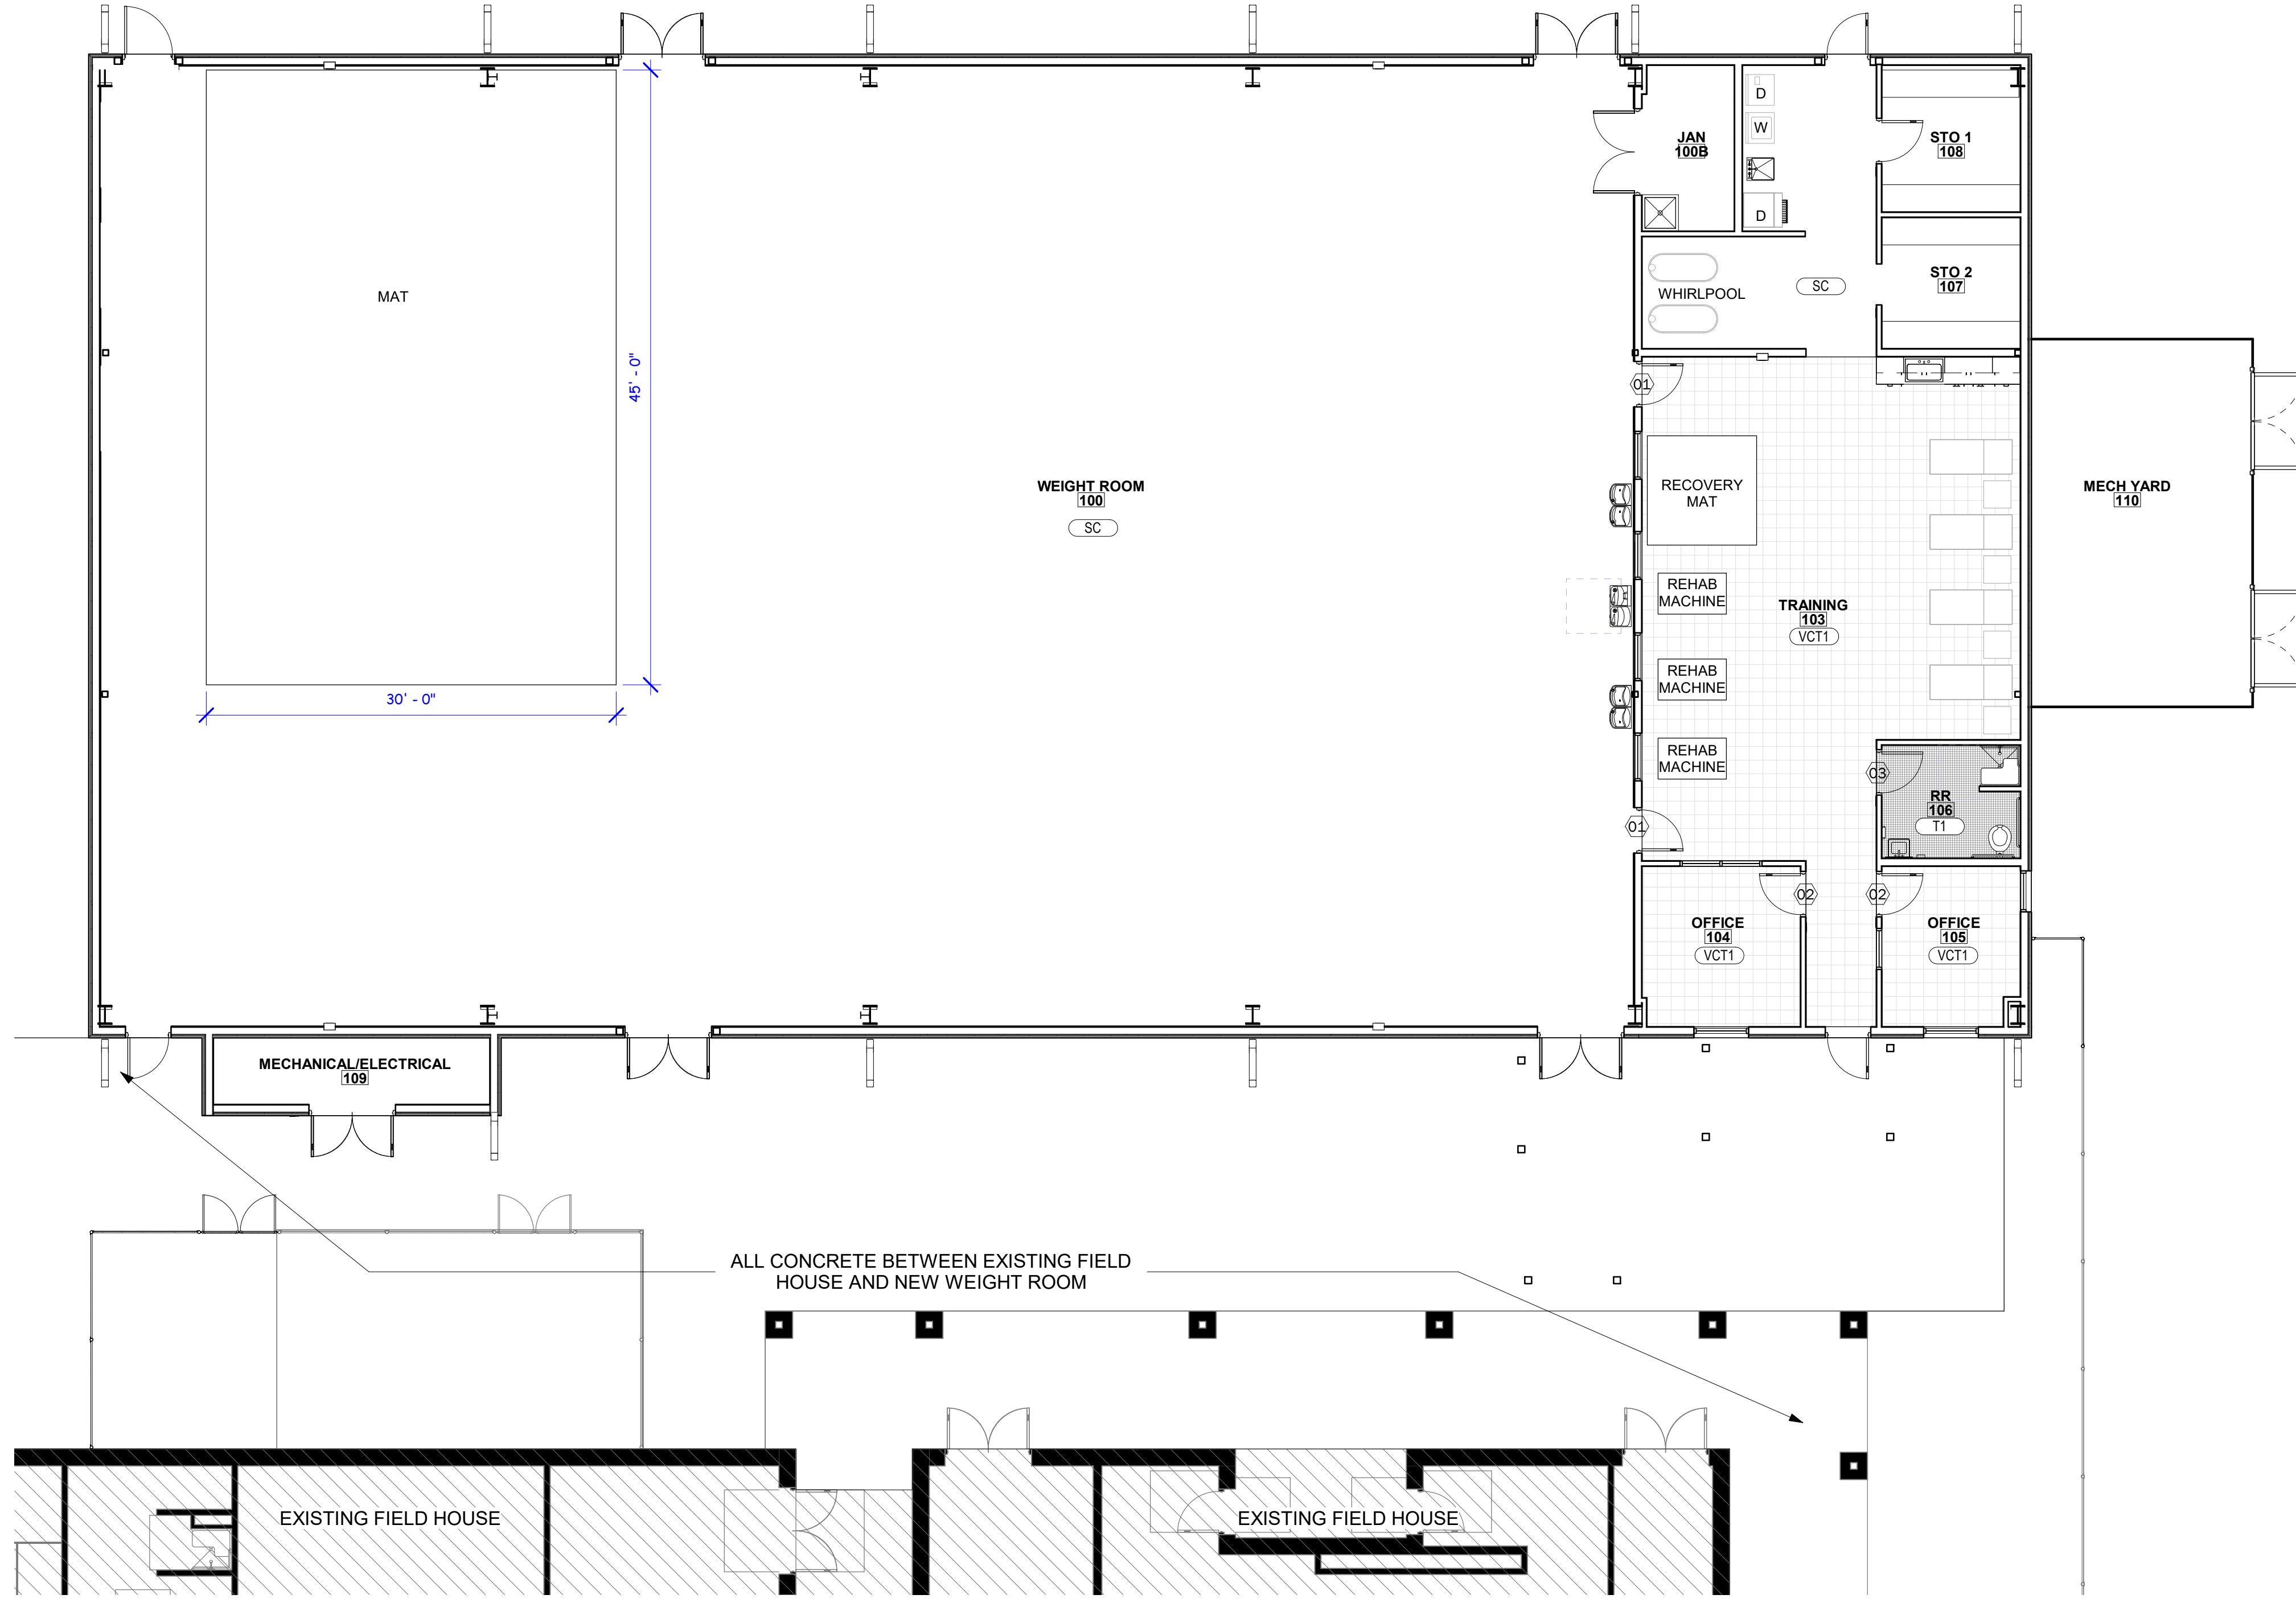 D
W
D
JAN
100B
STO 1
108
STO 2
107
SC
WHIRLPOOL
MAT
45' - 0"
30' - 0"
WEIGHT ROOM
100
SC
01
RECOVERY
MAT
MECH YARD
110
REHAB
MACHINE
TRAINING
103
VCT1
REHAB
MACHINE
REHAB
MACHINE
03
RR
106
T1
01
02
02
OFFICE
104
VCT1
OFFICE
105
VCT1
MECHANICAL/ELECTRICAL
109
ALL CONCRETE BETWEEN EXISTING FIELD
HOUSE AND NEW WEIGHT ROOM
EXISTING FIELD HOUSE
EXISTING FIELD HOUSE